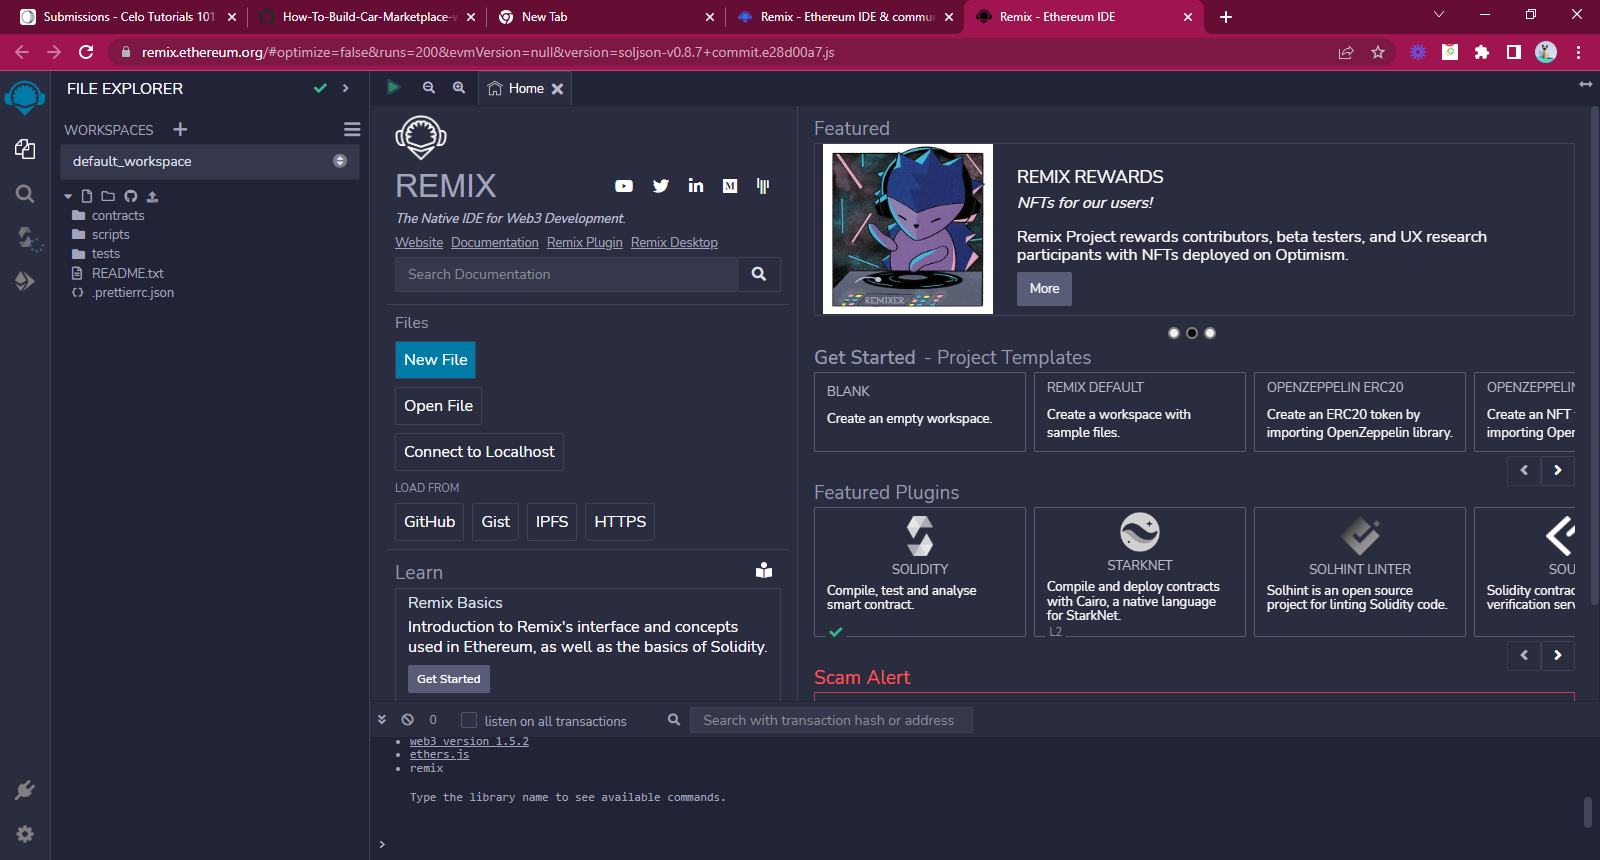 Submissions - Celo Tutorials 101
How-To-Build-Car-Marketplace-w
New Tab
Remix - Ethereum IDE & commu
Remix - Ethereum IDE
remix.ethereum.org/#optimize=false&runs=200&evmVersion=null&version=soljson-v0.8.7+commit.e28d00a7.js
FILE EXPLORER
WORKSPACES
default_workspace
contracts
scripts
tests
README.txt
.prettierrc.json
Home
REMIX
The Native IDE for Web3 Development.
Website Documentation Remix Plugin Remix Desktop
Search Documentation
Files
New File
Open File
Connect to Localhost
LOAD FROM
GitHub Gist IPFS HTTPS
Learn
Remix Basics
Introduction to Remix's interface and concepts
used in Ethereum, as well as the basics of Solidity.
Get Started
Featured
REMIXER
REMIX REWARDS
NFTs for our users!
Remix Project rewards contributors, beta testers, and UX research
participants with NFTs deployed on Optimism.
More
Get Started - Project Templates
BLANK
Create an empty workspace.
REMIX DEFAULT
Create a workspace with
sample files.
OPENZEPPELIN ERC20
Create an ERC20 token by
importing OpenZeppelin library.
OPENZEPPELIN
Create an NFT
importing Open
Featured Plugins
SOLIDITY
Compile, test and analyse
smart contract.
STARKNET
Compile and deploy contracts
with Cairo, a native language
for StarkNet.
L2
SOLHINT LINTER
Solhint is an open source
project for linting Solidity code.
SOU
Solidity contrac
verification serv
Scam Alert
0 listen on all transactions
Search with transaction hash or address
web3 version 1.5.2
ethers.js
remix
Type the library name to see available commands.
>